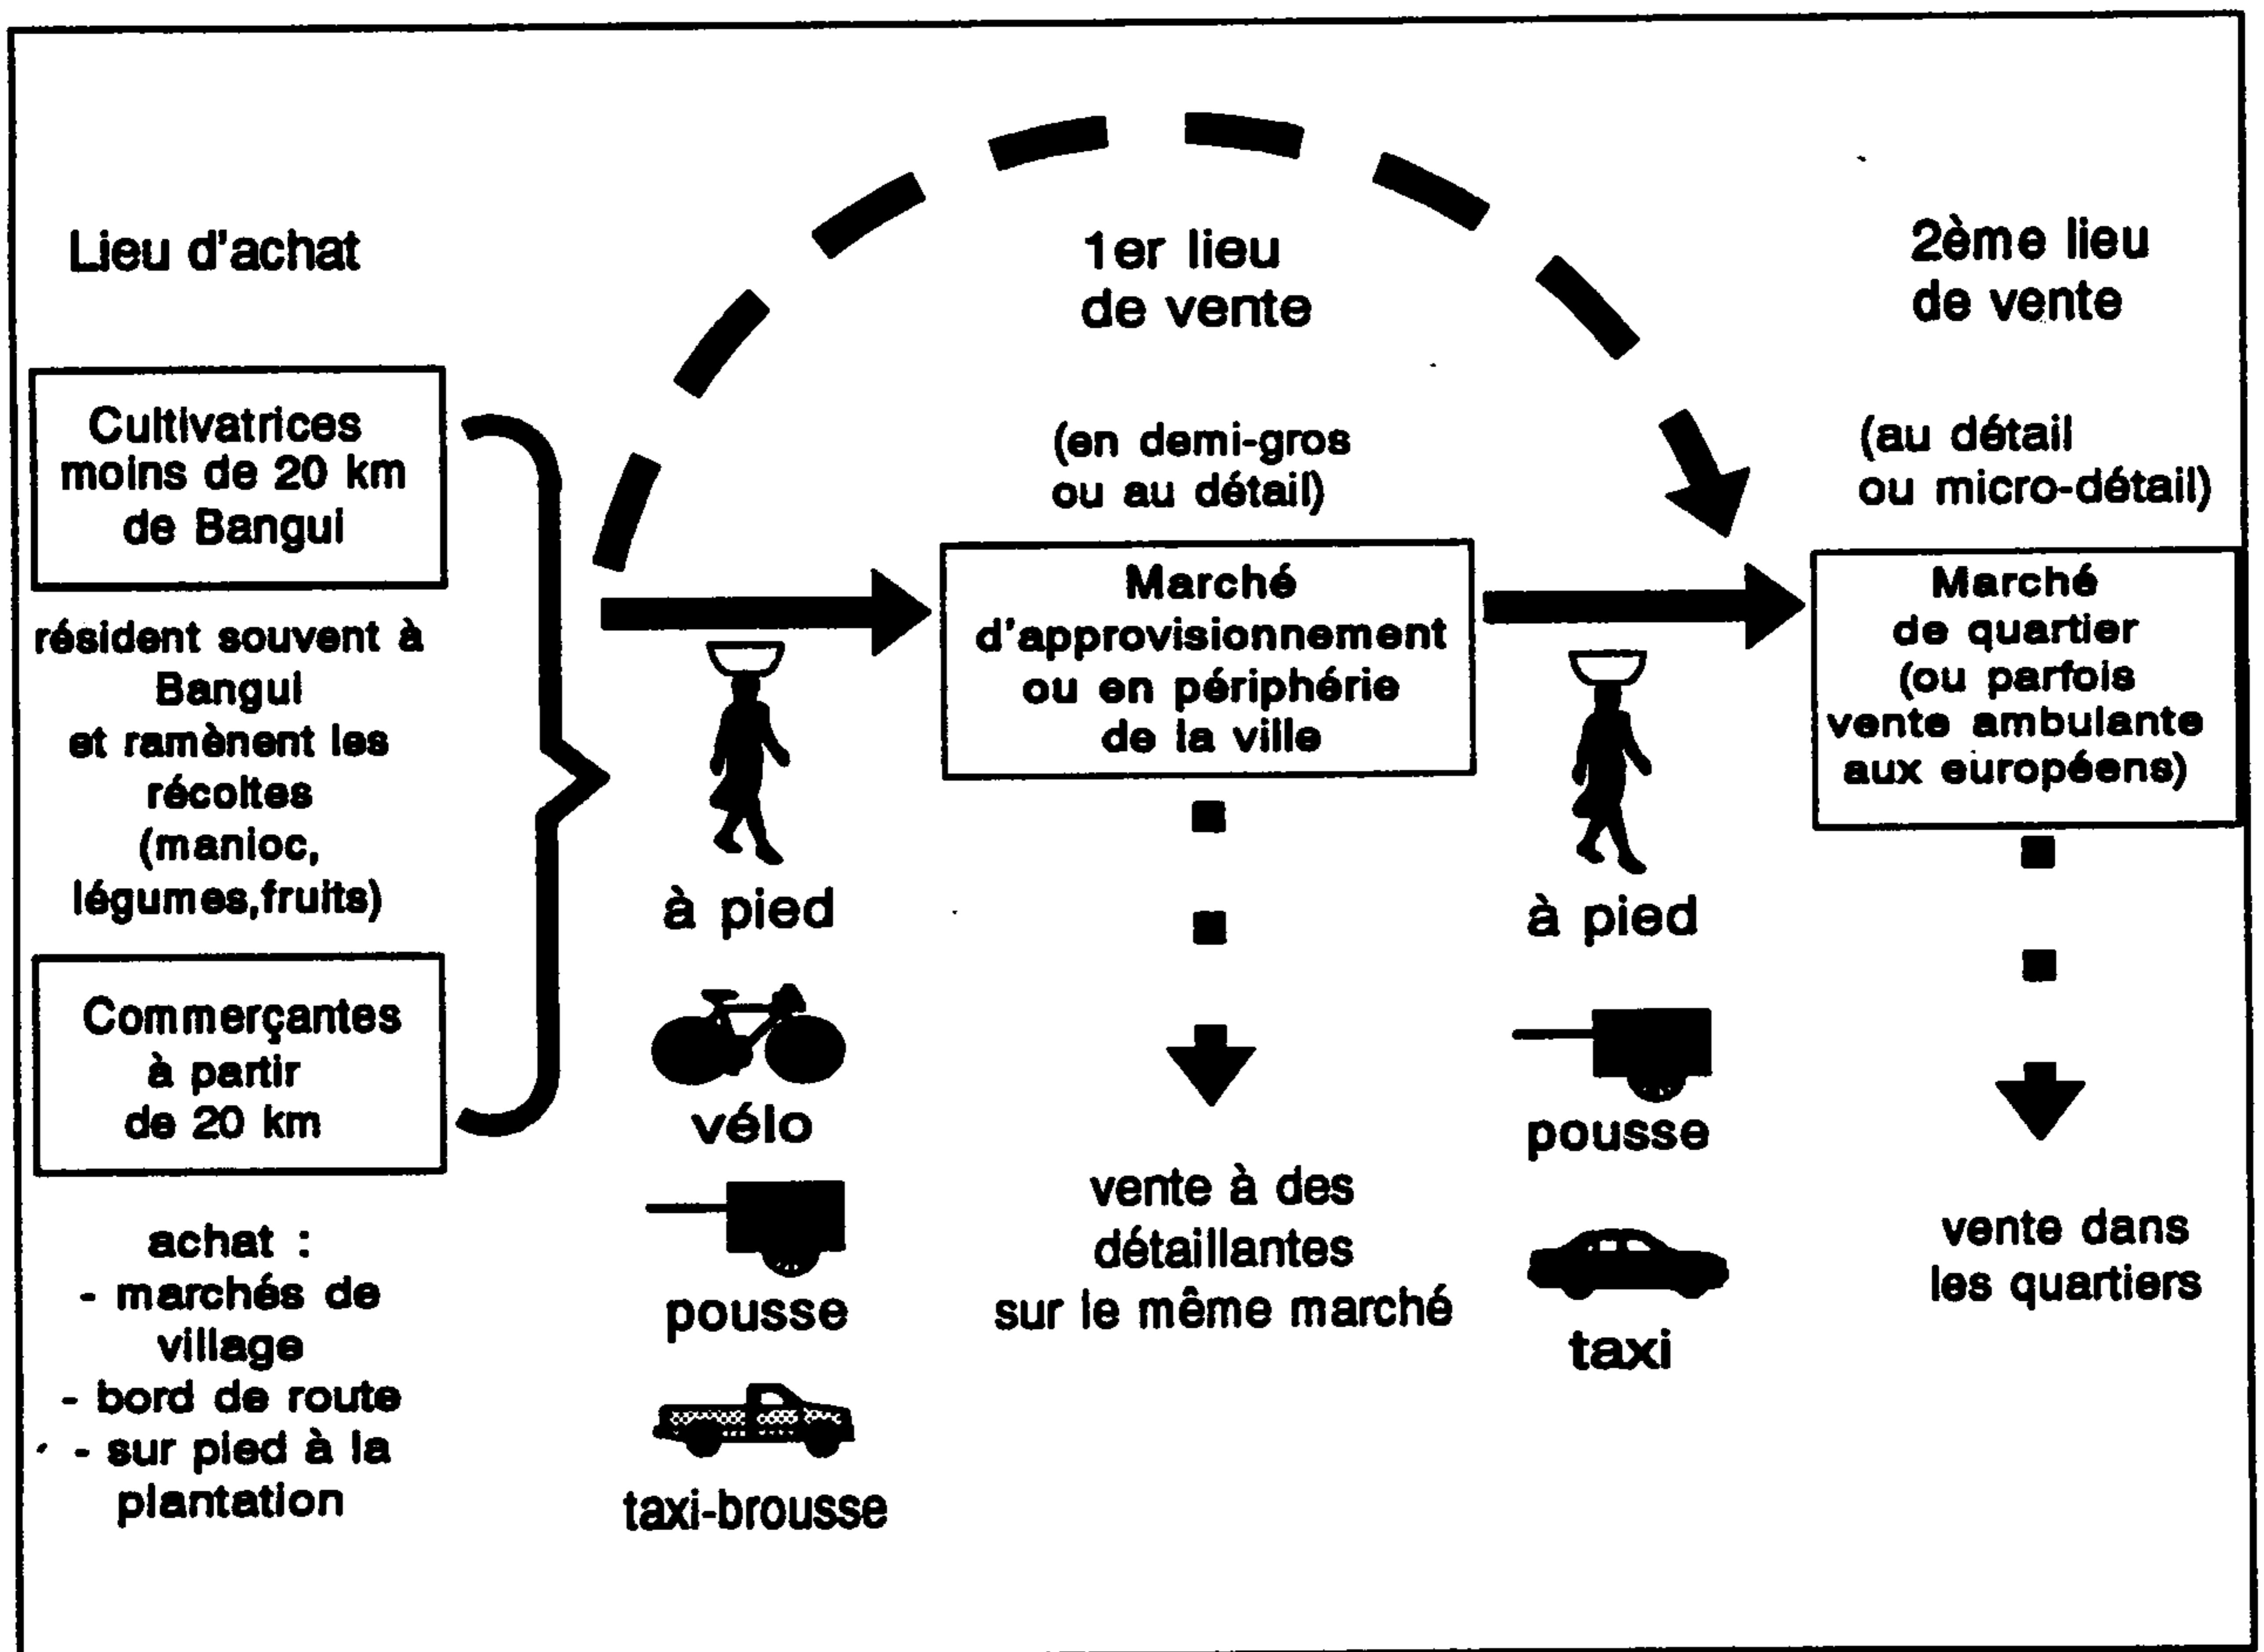 Lieu d'achat
Cultivatrices
moins de 20 km
de Bangui
résident souvent à
Bangui
et ramènent les
récoltes
(manioc,
légumes,fruits)
Commerçantes
à partir
de 20 km
achat :
- marchés de
village
- bord de route
- sur pied à la
plantation
à pied
vélo
pousse
taxi-brousse
1er lieu
de vente
(en demi-gros
ou au détail)
Marché
d'approvisionnement
ou en périphérie
de la ville
vente à des
détaillantes
sur le même marché
à pied
pousse
taxi
2ème lieu
de vente
(au détail
ou micro-détail)
Marché
de quartier
(ou parfois
vente ambulante
aux européens)
vente dans
les quartiers